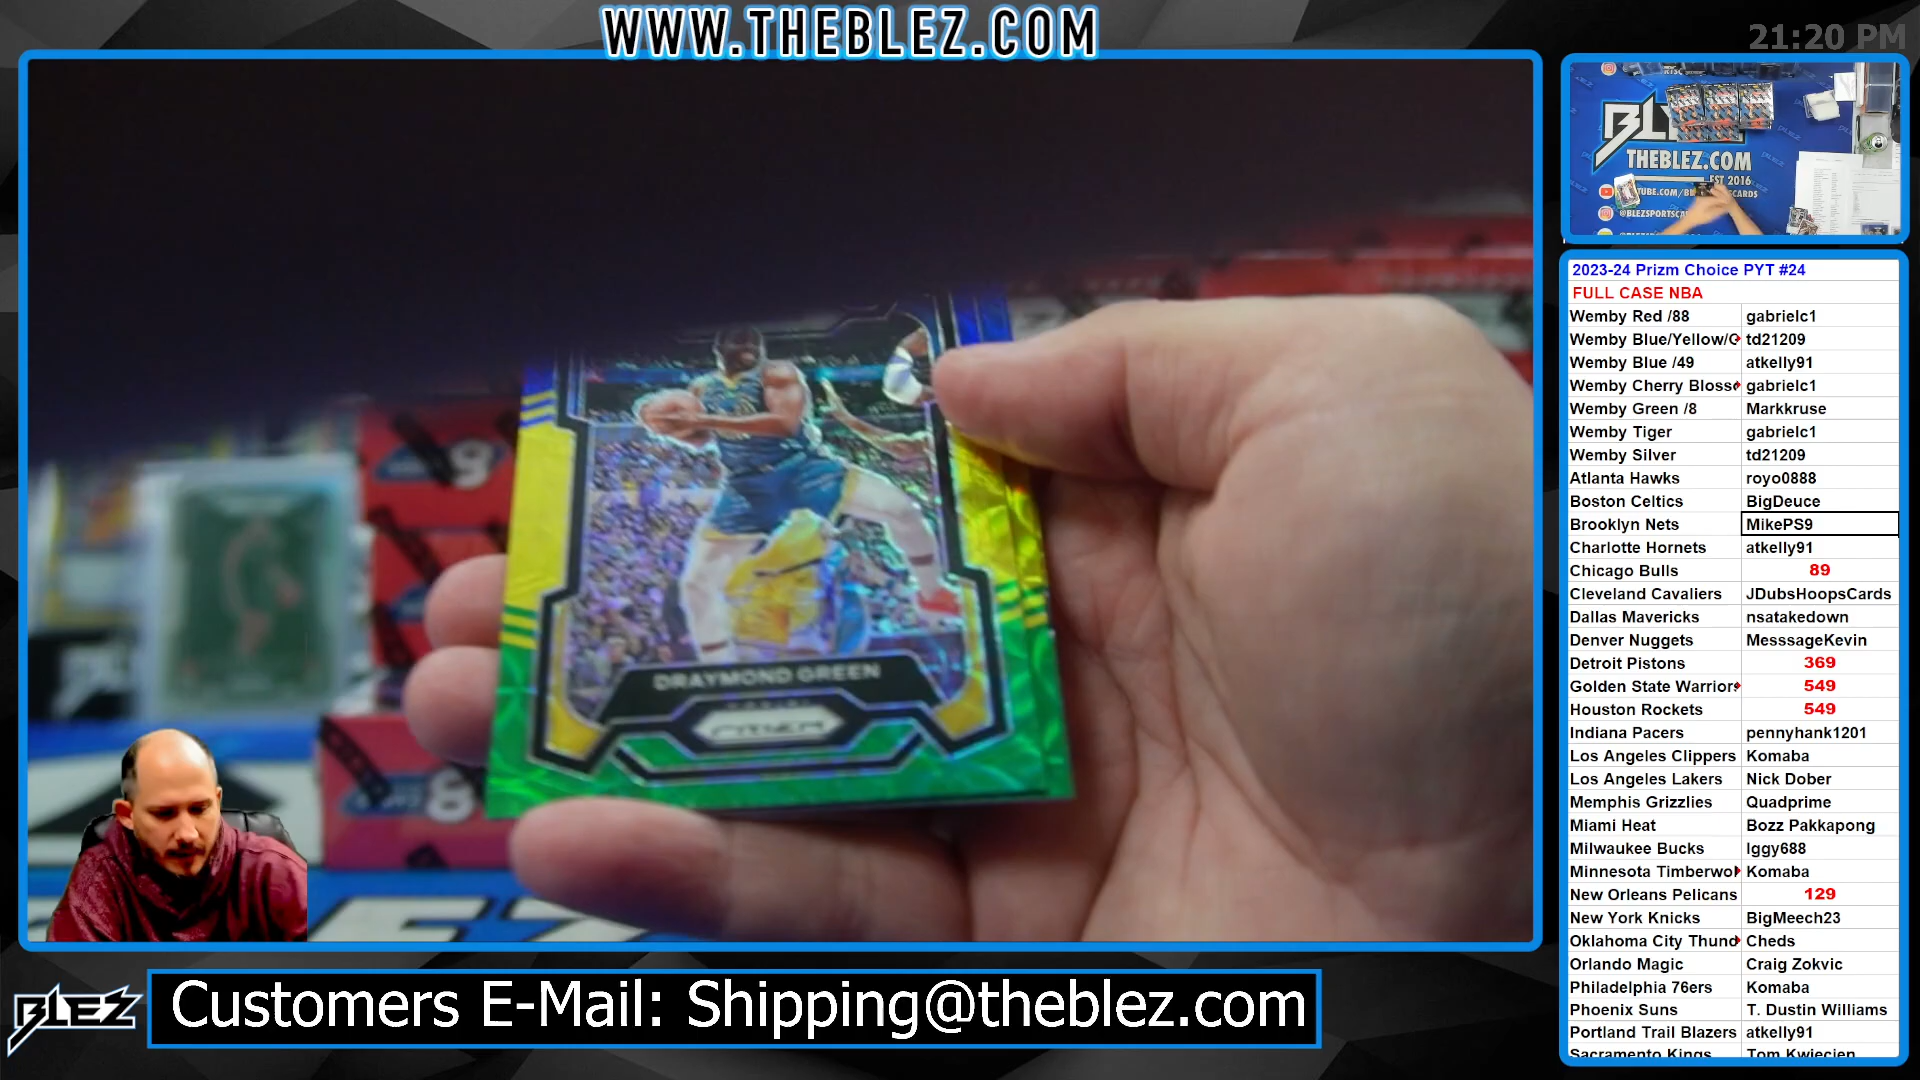 WWW.THEBLEZ.COM
21:20 PM
THEBLEZ.COM
EST 2016
DRAYMOND GREEN
PRIZM
2023-24 Prizm Choice PYT #24
FULL CASE NBA
Wemby Red /88 gabrielc1
Wemby Blue/Yellow/G td21209
Wemby Blue /49 atkelly91
Wemby Cherry Blosso gabrielc1
Wemby Green /8 Markkruse
Wemby Tiger gabrielc1
Wemby Silver td21209
Atlanta Hawks royo0888
Boston Celtics BigDeuce
Brooklyn Nets MikePS9
Charlotte Hornets atkelly91
Chicago Bulls 89
Cleveland Cavaliers JDubsHoopsCards
Dallas Mavericks nsatakedown
Denver Nuggets MesssageKevin
Detroit Pistons 369
Golden State Warriors 549
Houston Rockets 549
Indiana Pacers pennyhank1201
Los Angeles Clippers Komaba
Los Angeles Lakers Nick Dober
Memphis Grizzlies Quadprime
Miami Heat Bozz Pakkapong
Milwaukee Bucks Iggy688
Minnesota Timberwol Komaba
New Orleans Pelicans 129
New York Knicks BigMeech23
Oklahoma City Thund Cheds
Orlando Magic Craig Zokvic
Philadelphia 76ers Komaba
Phoenix Suns T. Dustin Williams
Portland Trail Blazers atkelly91
Sacramento Kings Tom Kwiecien
BLEZ
Customers E-Mail: Shipping@theblez.com